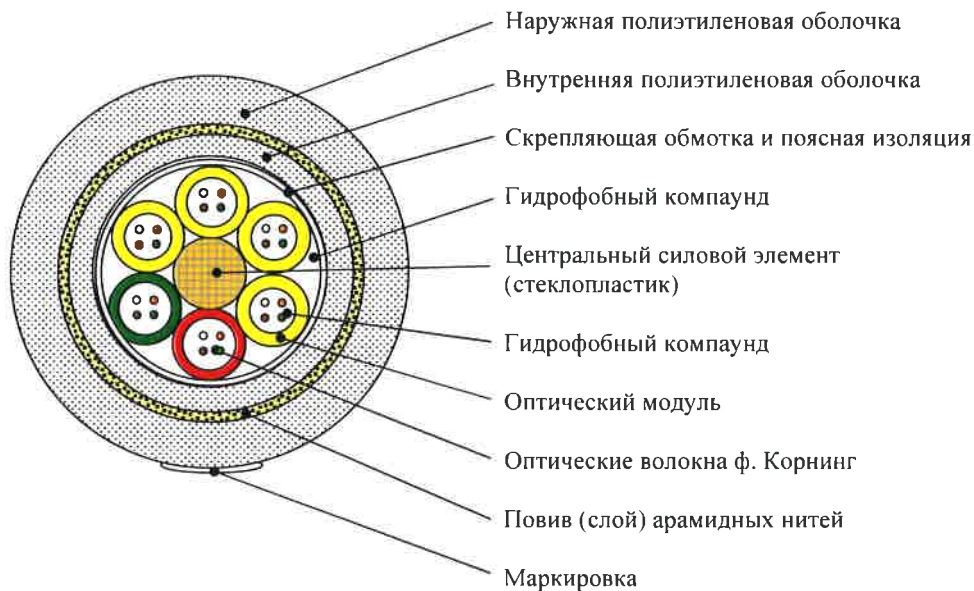 Наружная полиэтиленовая оболочка
Внутренняя полиэтиленовая оболочка
Скрепляющая обмотка и поясная изоляция
Гидрофобный компаунд
Центральный силовой элемент
(стеклопластик)
Гидрофобный компаунд
Оптический модуль
Оптические волокна ф. Корнинг
Повив (слой) арамидных нитей
Маркировка